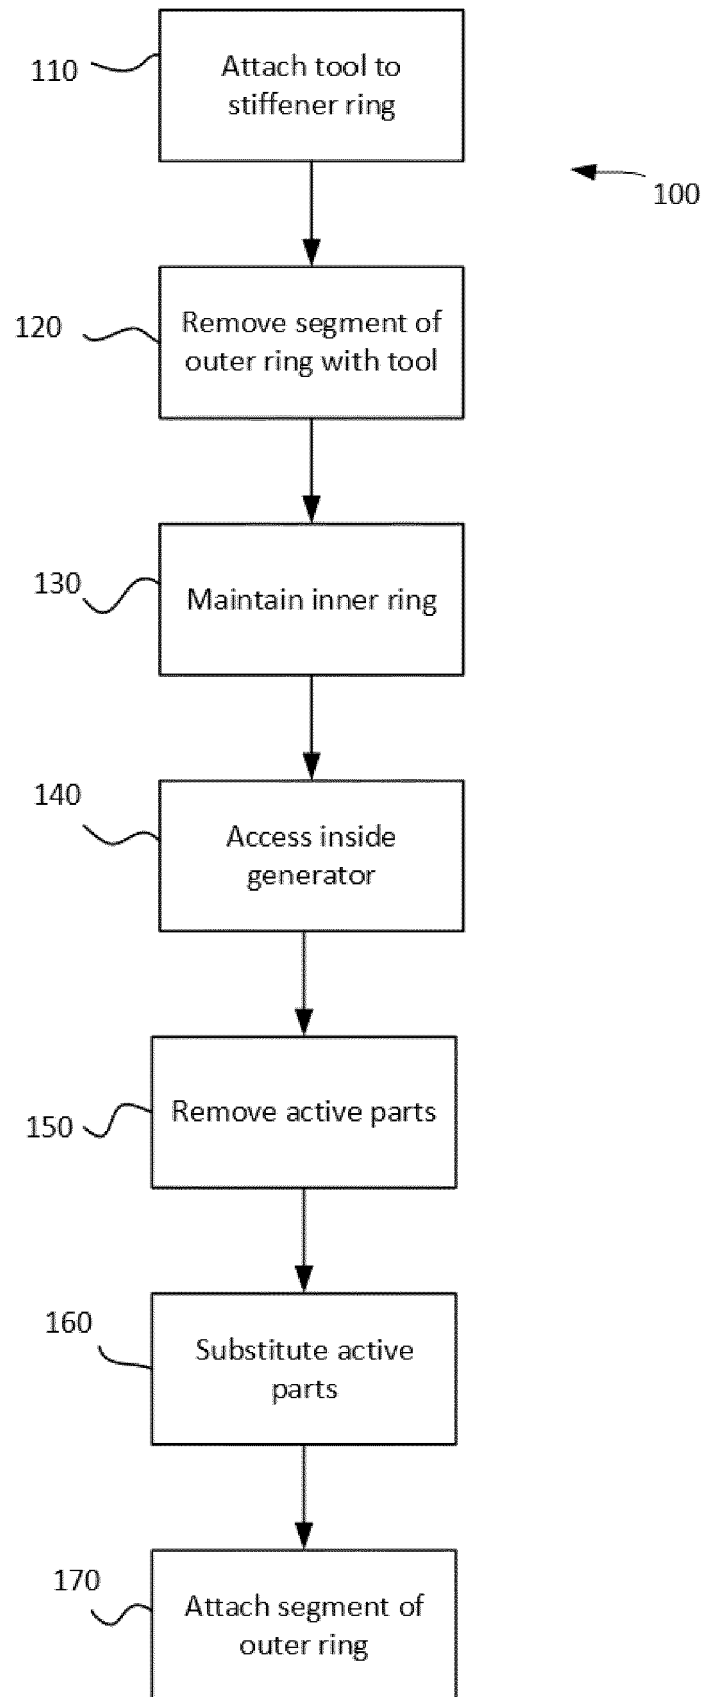 110
Attach tool to
stiffener ring
100
120
Remove segment of
outer ring with tool
130
Maintain inner ring
140
Access inside
generator
150
Remove active parts
160
Substitute active
parts
170
Attach segment of
outer ring